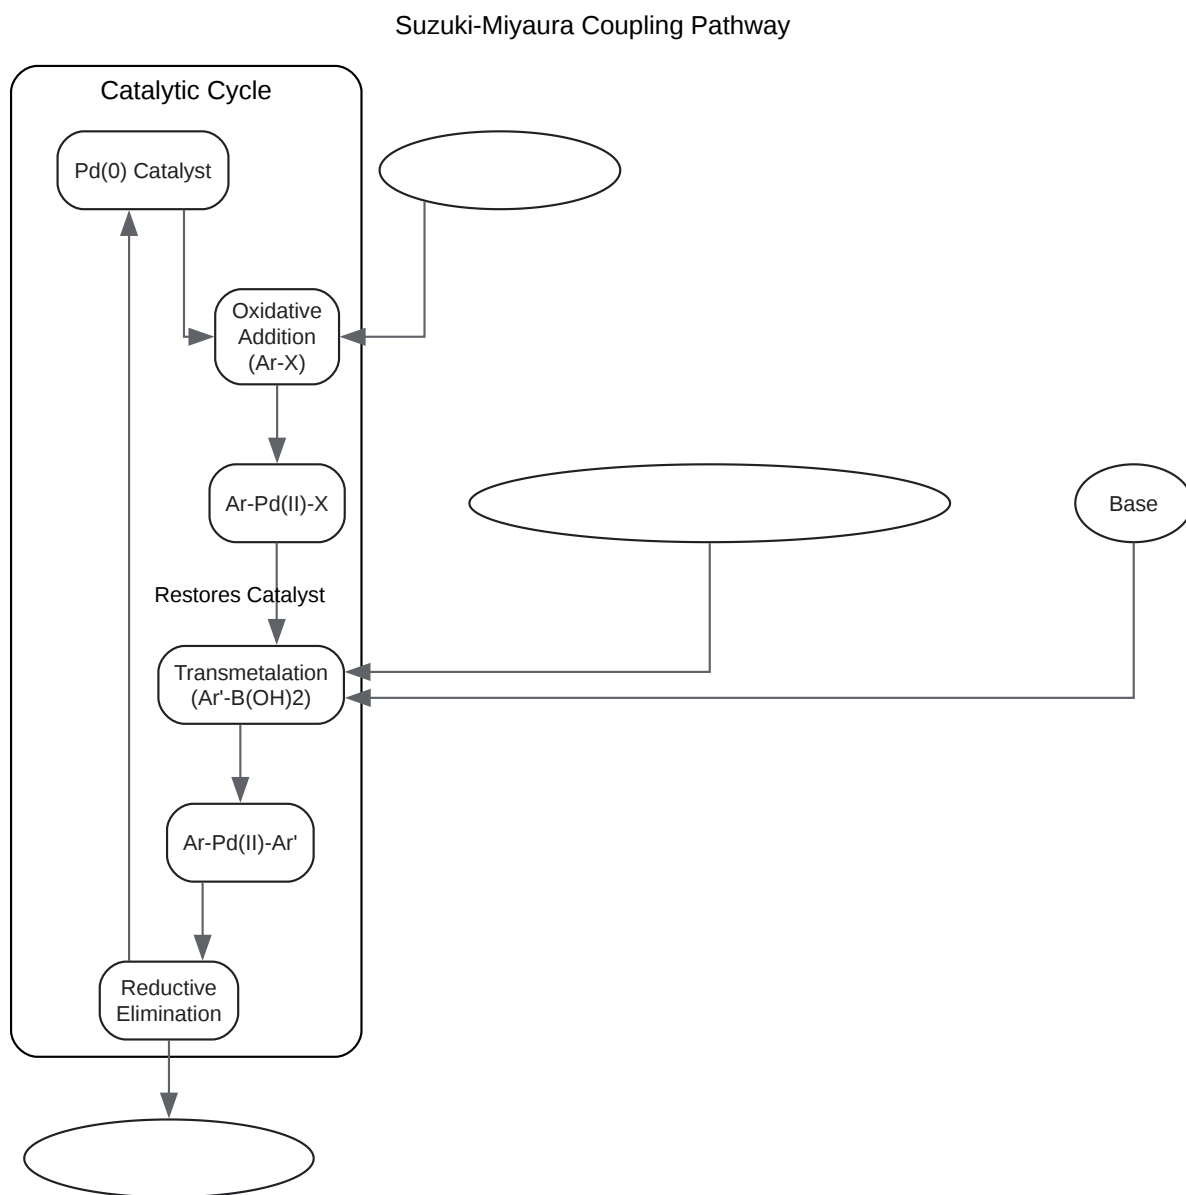 Suzuki-Miyaura Coupling Pathway
Catalytic Cycle
Pd(0) Catalyst
Oxidative
Addition
(Ar-X)
Ar-Pd(II)-X
Base
Restores Catalyst
Transmetalation
(Ar'-B(OH)2)
Ar-Pd(II)-Ar'
Reductive
Elimination